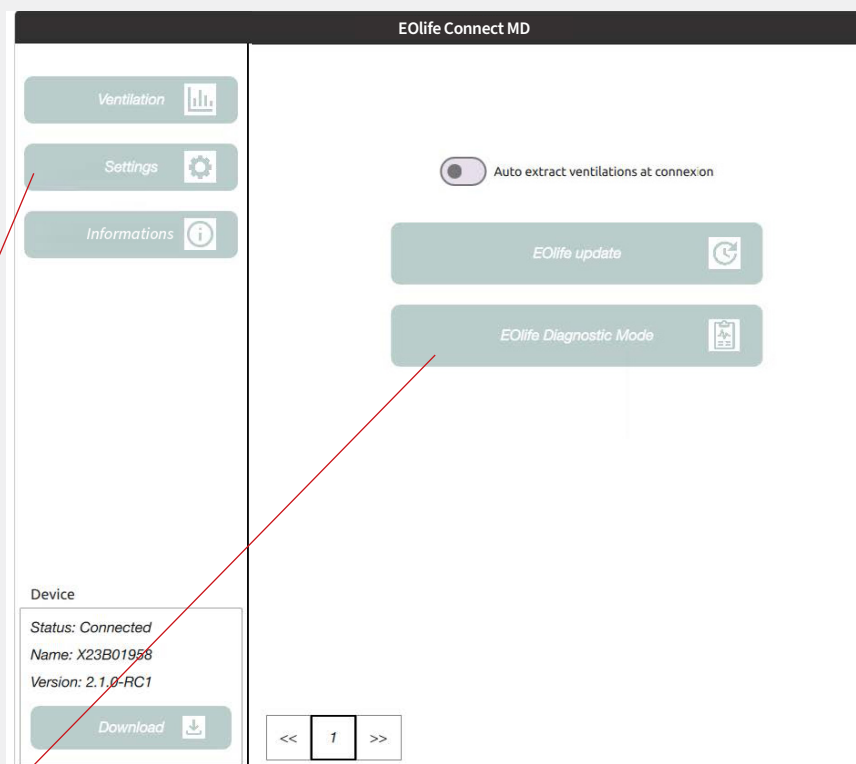 EOlife Connect MD
Ventilation
Settings
Informations
Auto extract ventilations at connexion
EOlife update
EOlife Diagnostic Mode
Device
Status: Connected
Name: X23B01958
Version: 2.1.0-RC1
Download
<< 1 >>